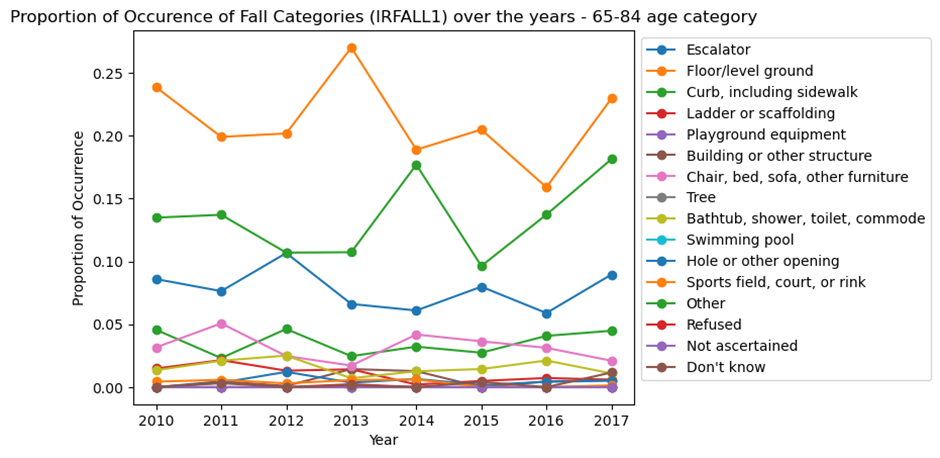 Proportion of Occurence of Fall Categories (IRFALL1) over the years - 65-84 age category
Proportion of Occurrence
0.25
0.20
0.15
0.10
0.05
0.00
2010 2011 2012 2013 2014 2015 2016 2017
Year
Escalator
Floor/level ground
Curb, including sidewalk
Ladder or scaffolding
Playground equipment
Building or other structure
Chair, bed, sofa, other furniture
Tree
Bathtub, shower, toilet, commode
Swimming pool
Hole or other opening
Sports field, court, or rink
Other
Refused
Not ascertained
Don't know